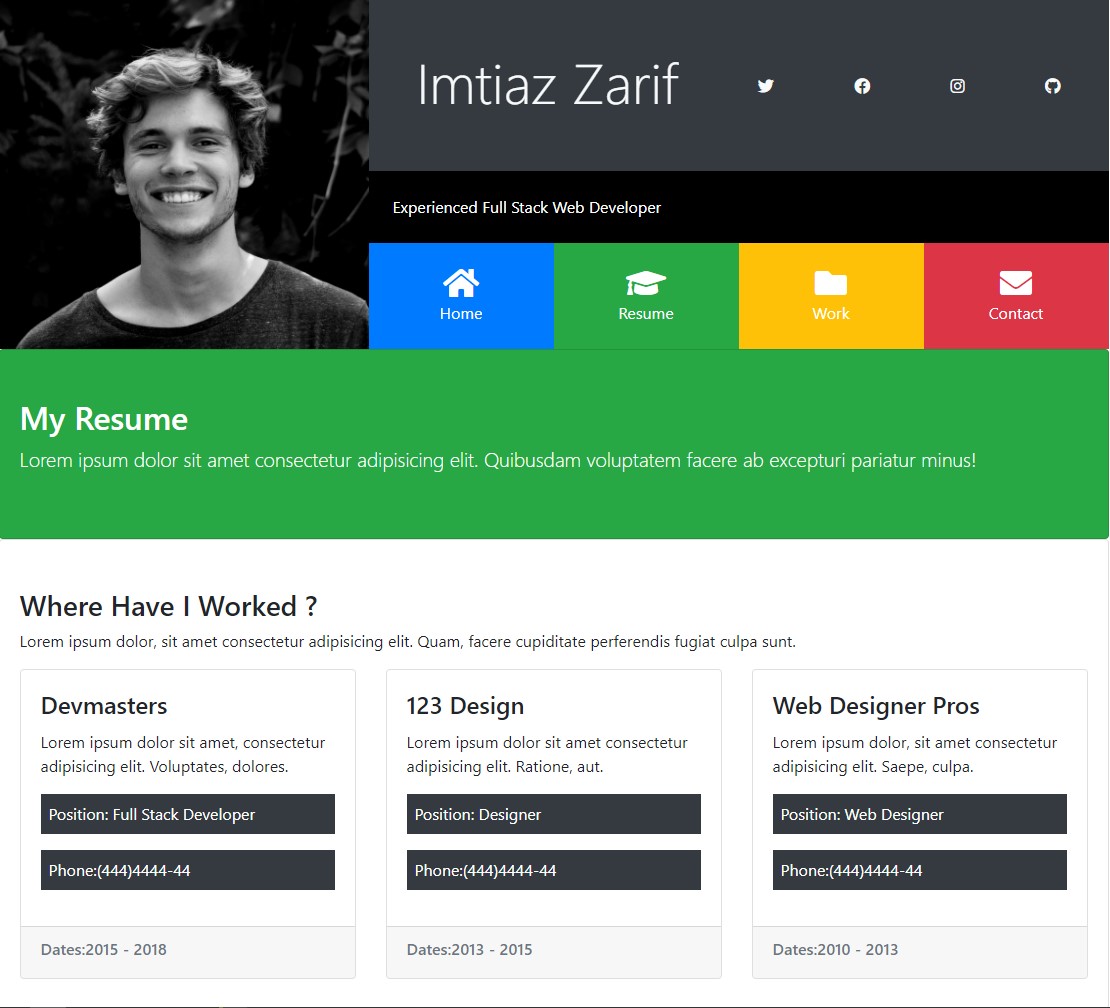 Imtiaz Zarif
Experienced Full Stack Web Developer
Home
Resume
Work
Contact
My Resume
Lorem ipsum dolor sit amet consectetur adipisicing elit. Quibusdam voluptatem facere ab excepturi pariatur minus!
Where Have I Worked ?
Lorem ipsum dolor, sit amet consectetur adipisicing elit. Quam, facere cupiditate perferendis fugiat culpa sunt.
Devmasters
Lorem ipsum dolor sit amet, consectetur
adipisicing elit. Voluptates, dolores.
Position: Full Stack Developer
Phone:(444)4444-44
Dates:2015 - 2018
123 Design
Lorem ipsum dolor sit amet consectetur
adipisicing elit. Ratione, aut.
Position: Designer
Phone:(444)4444-44
Dates:2013 - 2015
Web Designer Pros
Lorem ipsum dolor, sit amet consectetur
adipisicing elit. Saepe, culpa.
Position: Web Designer
Phone:(444)4444-44
Dates:2010 - 2013